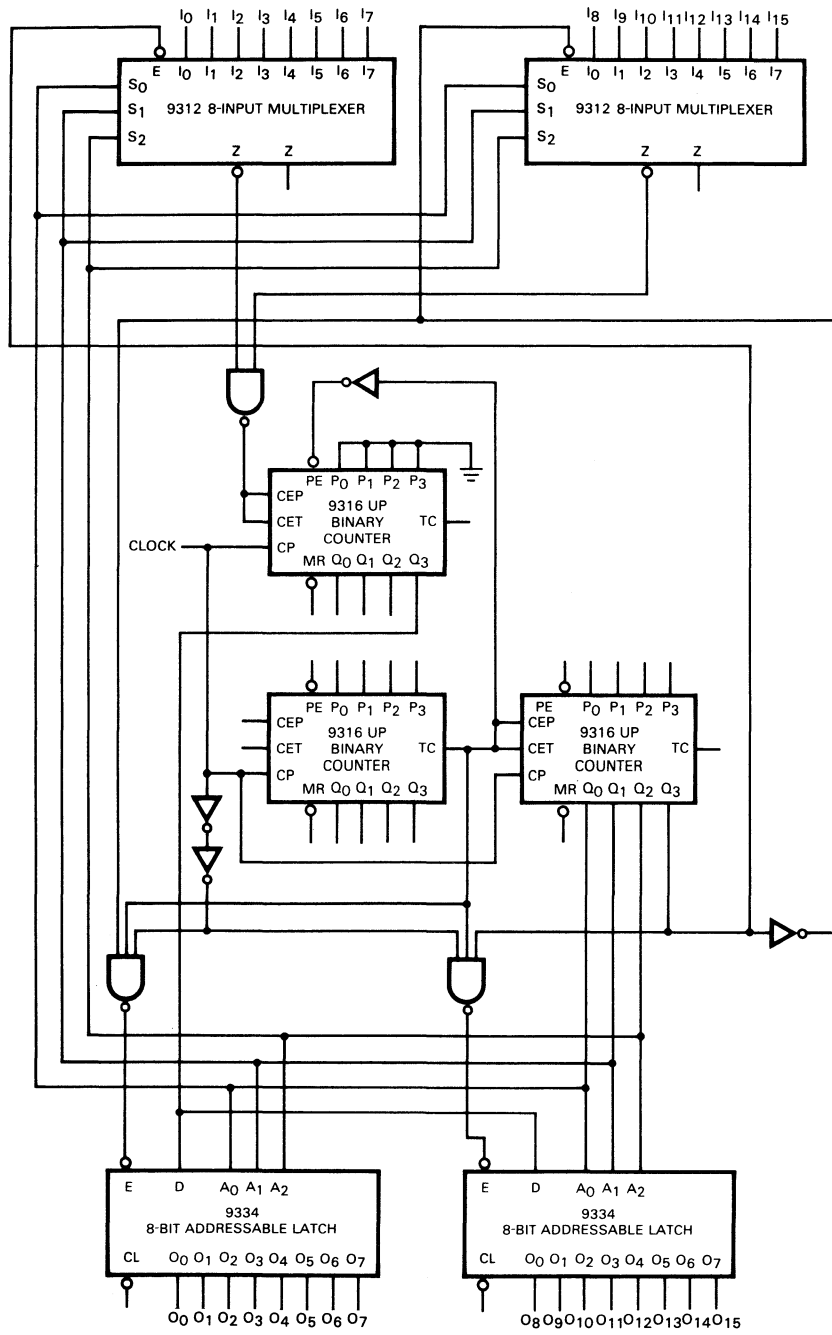 I0 I1 I2 I3 I4 I5 I6 I7
I8 I9 I10 I11 I12 I13 I14 I15
E I0 I1 I2 I3 I4 I5 I6 I7
S0
S1
S2
9312 8-INPUT MULTIPLEXER
Z Z
E I0 I1 I2 I3 I4 I5 I6 I7
S0
S1
S2
9312 8-INPUT MULTIPLEXER
Z Z
PE P0 P1 P2 P3
CEP
CET
CP
9316 UP
BINARY
COUNTER
TC
MR Q0 Q1 Q2 Q3
CLOCK
PE P0 P1 P2 P3
CEP
CET
CP
9316 UP
BINARY
COUNTER
TC
MR Q0 Q1 Q2 Q3
PE P0 P1 P2 P3
CEP
CET
CP
9316 UP
BINARY
COUNTER
TC
MR Q0 Q1 Q2 Q3
E D A0 A1 A2
9334
8-BIT ADDRESSABLE LATCH
CL O0 O1 O2 O3 O4 O5 O6 O7
O0 O1 O2 O3 O4 O5 O6 O7
E D A0 A1 A2
9334
8-BIT ADDRESSABLE LATCH
CL O0 O1 O2 O3 O4 O5 O6 O7
O8 O9 O10 O11 O12 O13 O14 O15